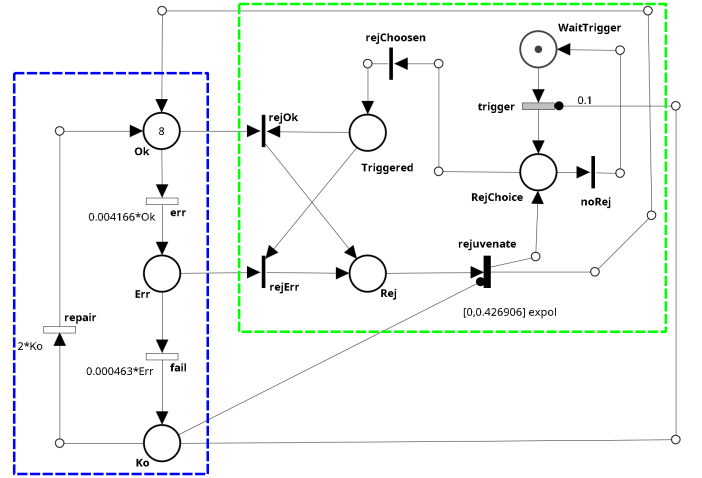 WaitTrigger
rejChoosen
trigger
0.1
rejOk
8
Ok
Triggered
RejChoice
noRej
0.004166*Ok
err
rejuvenate
Err
rejErr
Rej
[0,0.426906] expol
repair
2*Ko
0.000463*Err
fail
Ko